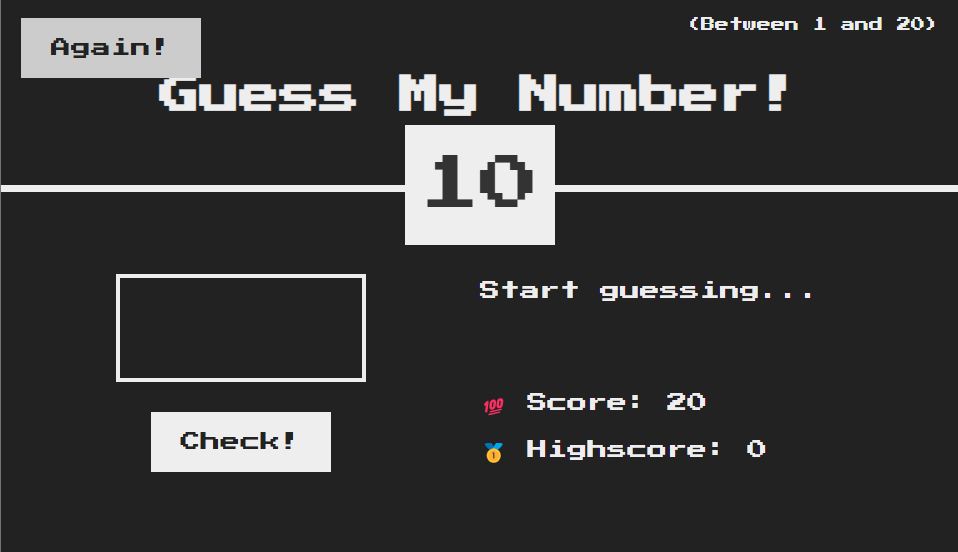 Again!
(Between 1 and 20)
Guess My Number!
10
Start guessing...
Check!
💯 Score: 20
🥇 Highscore: 0